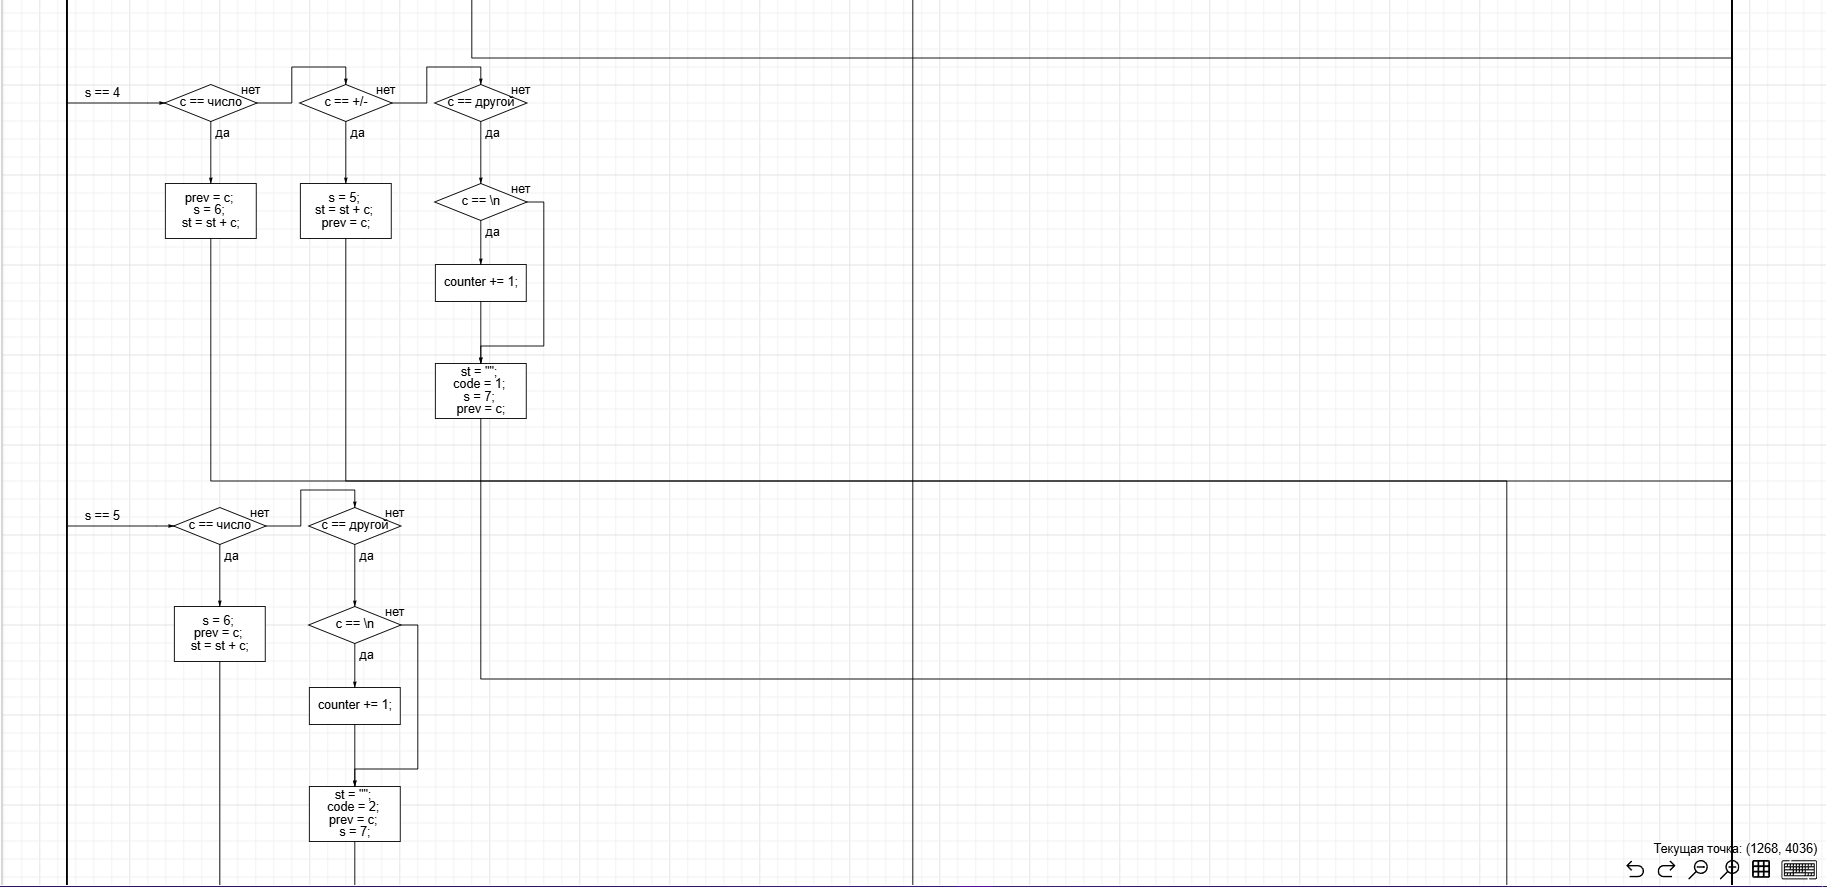 s == 4
c == число
нет
да
c == +/-
нет
да
c == другой
нет
да
prev = c;
s = 6;
st = st + c;
s = 5;
st = st + c;
prev = c;
c == \n
нет
да
counter += 1;
st = "";
code = 1;
s = 7;
prev = c;
s == 5
c == число
нет
да
c == другой
нет
да
s = 6;
prev = c;
st = st + c;
c == \n
нет
да
counter += 1;
st = "";
code = 2;
prev = c;
s = 7;
Текущая точка: (1268, 4036)